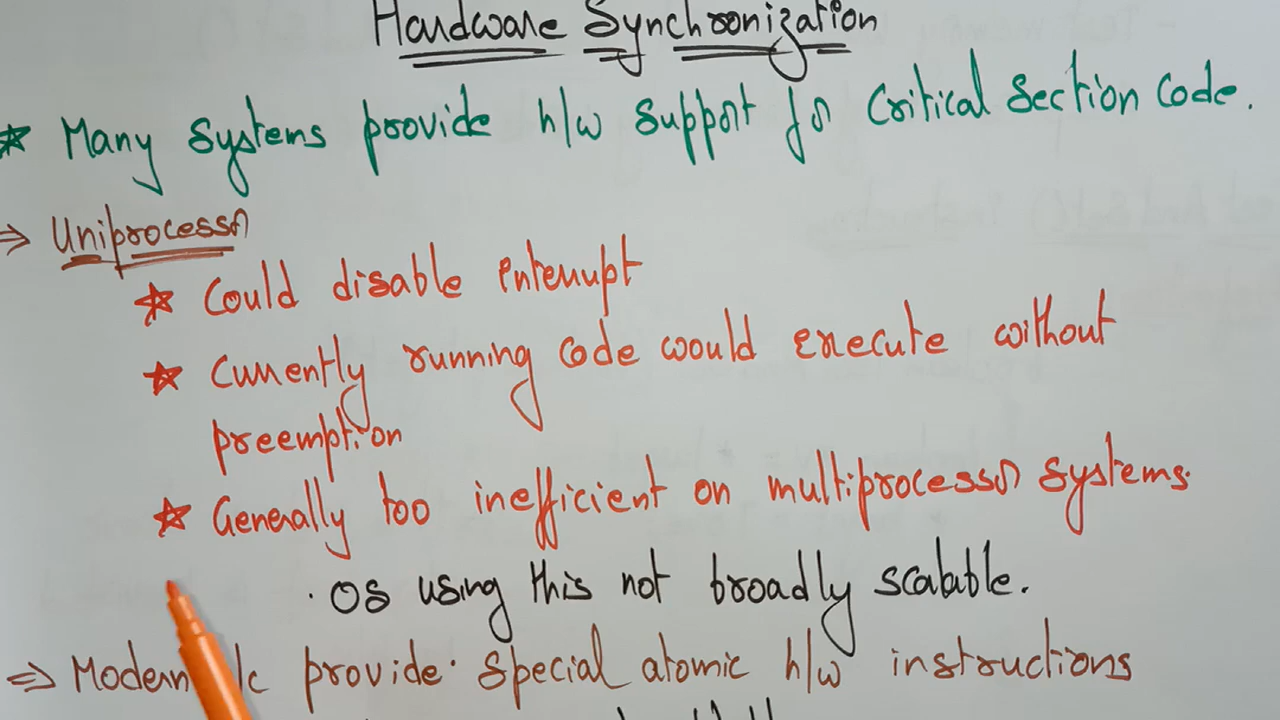 Hardware Synchronization
* Many systems provide h/w support for Critical Section Code.
⇒ Uniprocessor
* Could disable interrupt
* Currently running code would execute without
preemption
* Generally too inefficient on multiprocessor systems.
. OS using this not broadly scalable.
⇒ Modern provide special atomic h/w instructions